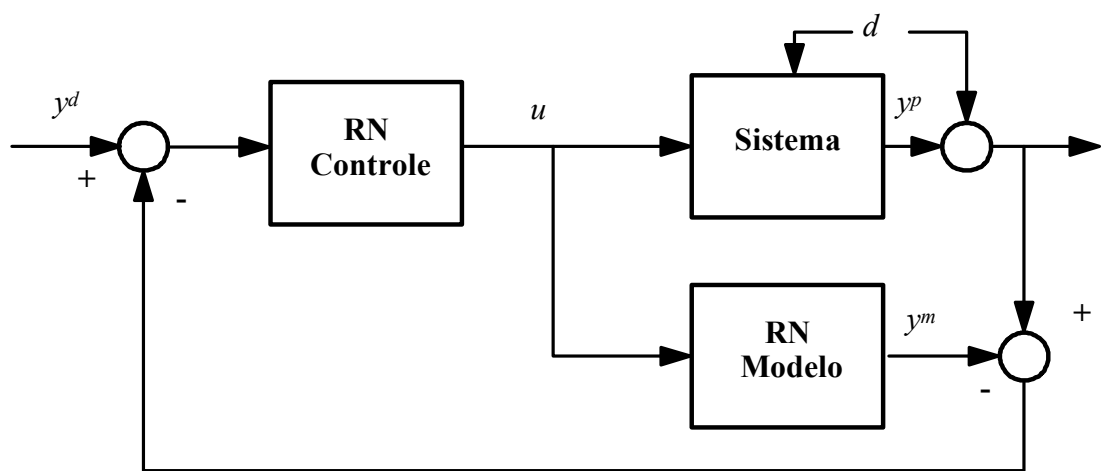 d
y^d
RN
Controle
u
Sistema
y^p
+
-
RN
Modelo
y^m
+
-